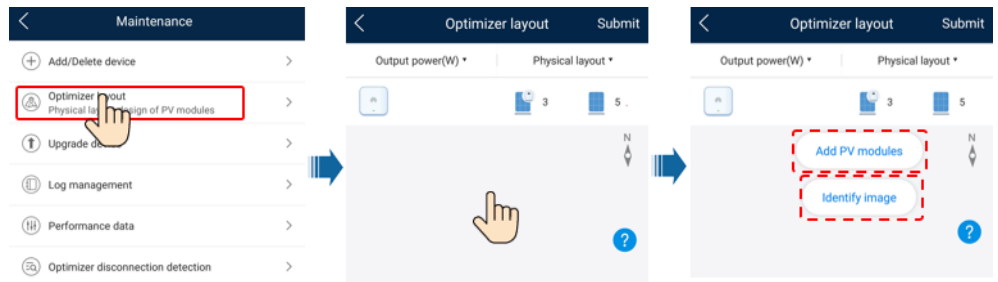 Maintenance
Add/Delete device
Optimizer layout
Physical layout design of PV modules
Upgrade device
Log management
Performance data
Optimizer disconnection detection
Optimizer layout
Submit
Output power(W)
Physical layout
3
5
N
?
Optimizer layout
Submit
Output power(W)
Physical layout
3
5
N
Add PV modules
Identify image
?